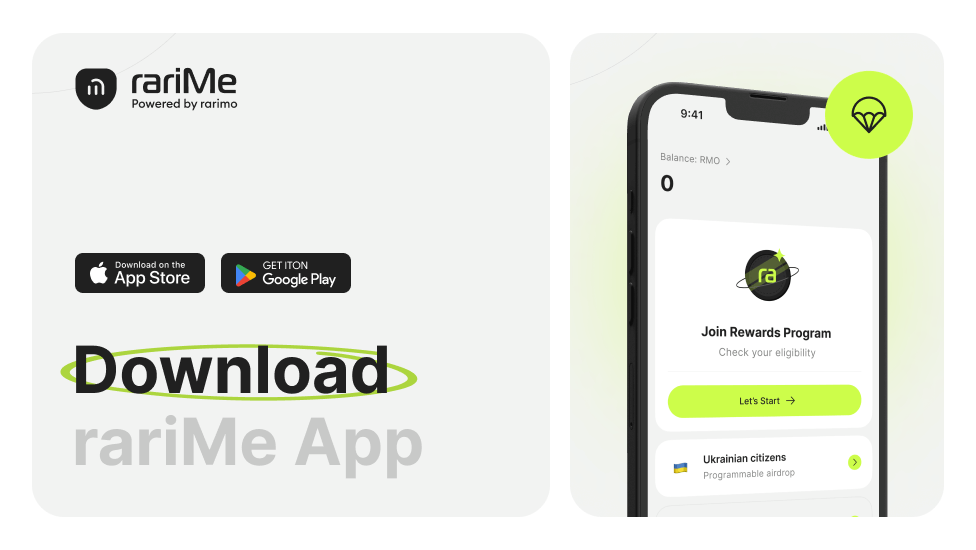 rariMe
Powered by rarimo
Download on the
App Store
GET ITON
Google Play
Download
rariMe App
9:41
Balance: RMO
0
ra
Join Rewards Program
Check your eligibility
Let's Start
Ukrainian citizens
Programmable airdrop